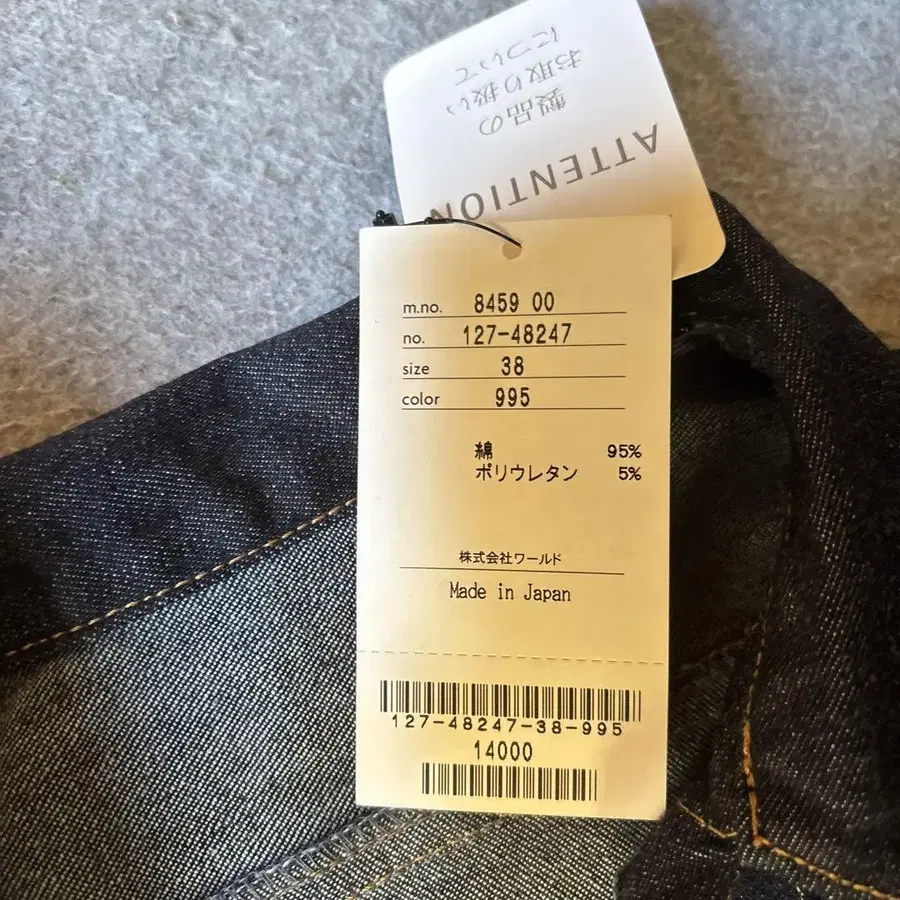 ATTENTION
製品の
お取り扱い
について
m.no. 8459 00
no. 127-48247
size 38
color 995
綿 95%
ポリウレタン 5%
株式会社ワールド
Made in Japan
127-48247-38-995
14000